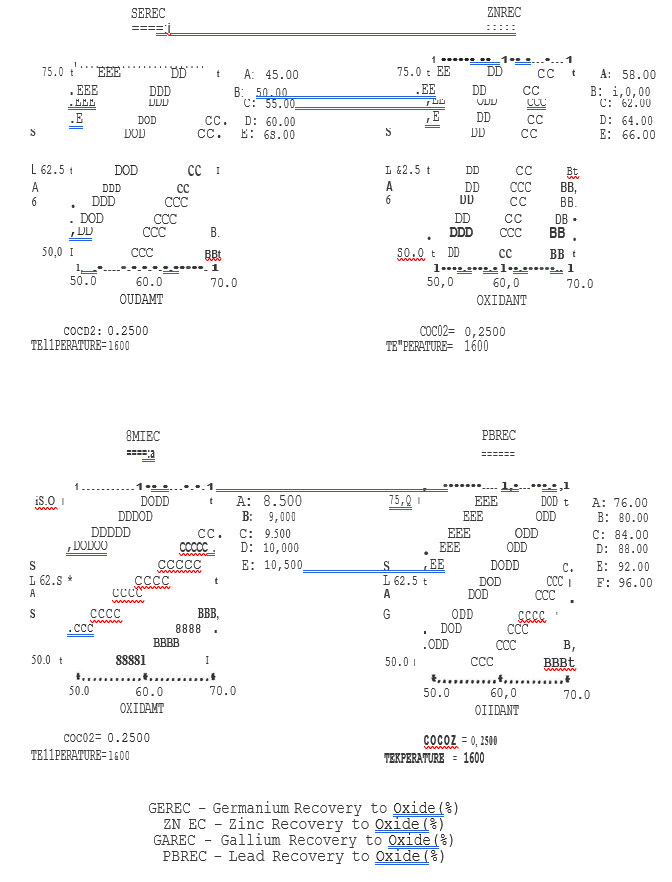 SEREC ZNREC
====:j :::::
75.0 t EEE DD t A: 45.00 75.0 t EE DD CC t A: 58.00
.EEE DDD B: 50.00 .EE DD CC B: i,0,00
.EEE DDD C: 55.00 ,EE ODD CCC C: 62.00
.E DOD CC. D: 60.00 ,E DD CC D: 64.00
S DOD CC. E: 68.00 S DD CC E: 66.00
L 62.5 t DOD CC I L &2.5 t DD CC Bt
A DDD CC A DD CCC BB,
6 . DDD CCC 6 DD CC BB.
. DOD CCC DD CC DB •
,DD CCC B. . DDD CCC BB .
50,0 I CCC BBt SO.0 t DD CC BB t
50.0 60.0 70.0 50,0 60,0 70.0
OUDAMT OXIDANT
COCD2: 0.2500 COC02= 0,2500
TE11PERATURE=1600 TE"PERATURE= 1600
8MIEC PBREC
====:a ======
iS.O DODD t A: 8.500 75,Q EEE DOD t A: 76.00
DDDOD B: 9,000 EEE ODD B: 80.00
DDDDD CC. C: 9.500 EEE ODD C: 84.00
,DODOO CCCCC. D: 10,000 . EEE ODD D: 88.00
S CCCCC E: 10,500 S ,EE DODD C. E: 92.00
L 62.S * CCCC t L 62.5 t DOD CCC F: 96.00
A CCCC A DOD CCC .
S CCCC BBB, G ODD CCCC '
.CCC 8888 . . DOD CCC
BBBB .ODD CCC B,
50.0 t 88881 I 50.0 CCC BBBt
50.0 60.0 70.0 50.0 60,0 70.0
OXIDAMT OIIDANT
COC02= 0.2500 COCOZ = 0,2500
TE11PERATURE=1600 TEKPERATURE = 1600
GEREC - Germanium Recovery to Oxide(%)
ZN EC - Zinc Recovery to Oxide(%)
GAREC - Gallium Recovery to Oxide(%)
PBREC - Lead Recovery to Oxide(%)